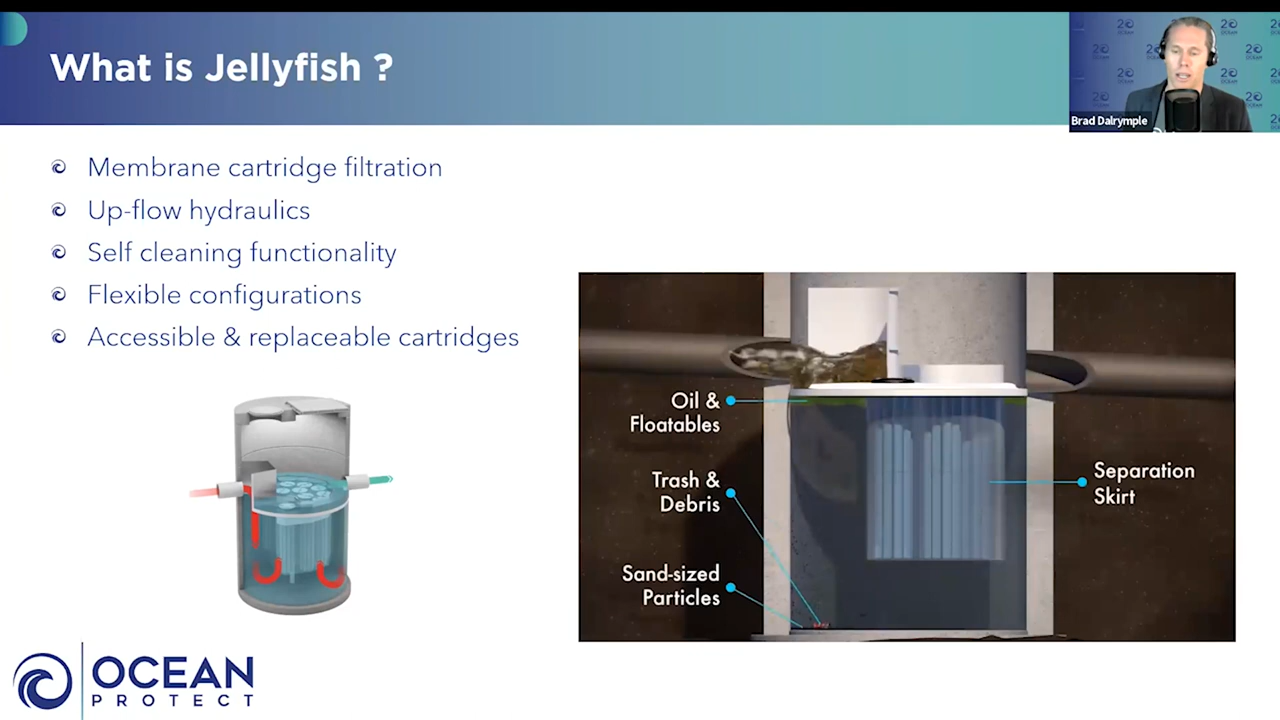 What is Jellyfish ?
Brad Dalrymple
Membrane cartridge filtration
Up-flow hydraulics
Self cleaning functionality
Flexible configurations
Accessible & replaceable cartridges
Oil &
Floatables
Trash &
Debris
Sand-sized
Particles
Separation
Skirt
OCEAN
PROTECT